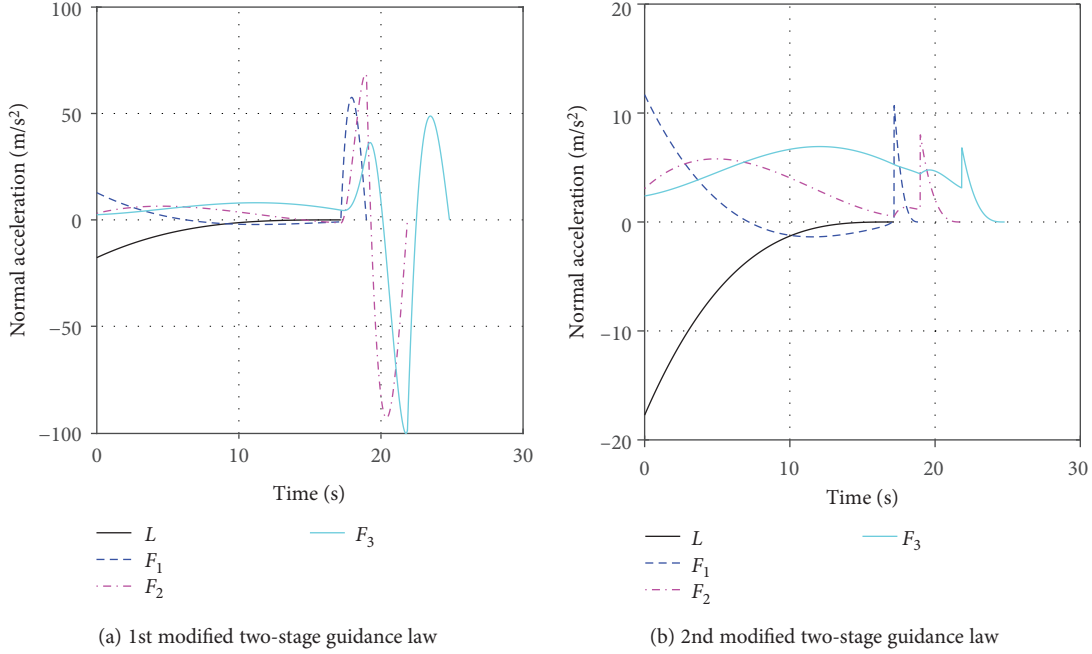 100
50
0
−50
−100
Normal acceleration (m/s²)
0
10
20
30
Time (s)
L
F₁
F₂
F₃
(a) 1st modified two-stage guidance law
20
10
0
−10
−20
Normal acceleration (m/s²)
0
10
20
30
Time (s)
L
F₁
F₂
F₃
(b) 2nd modified two-stage guidance law